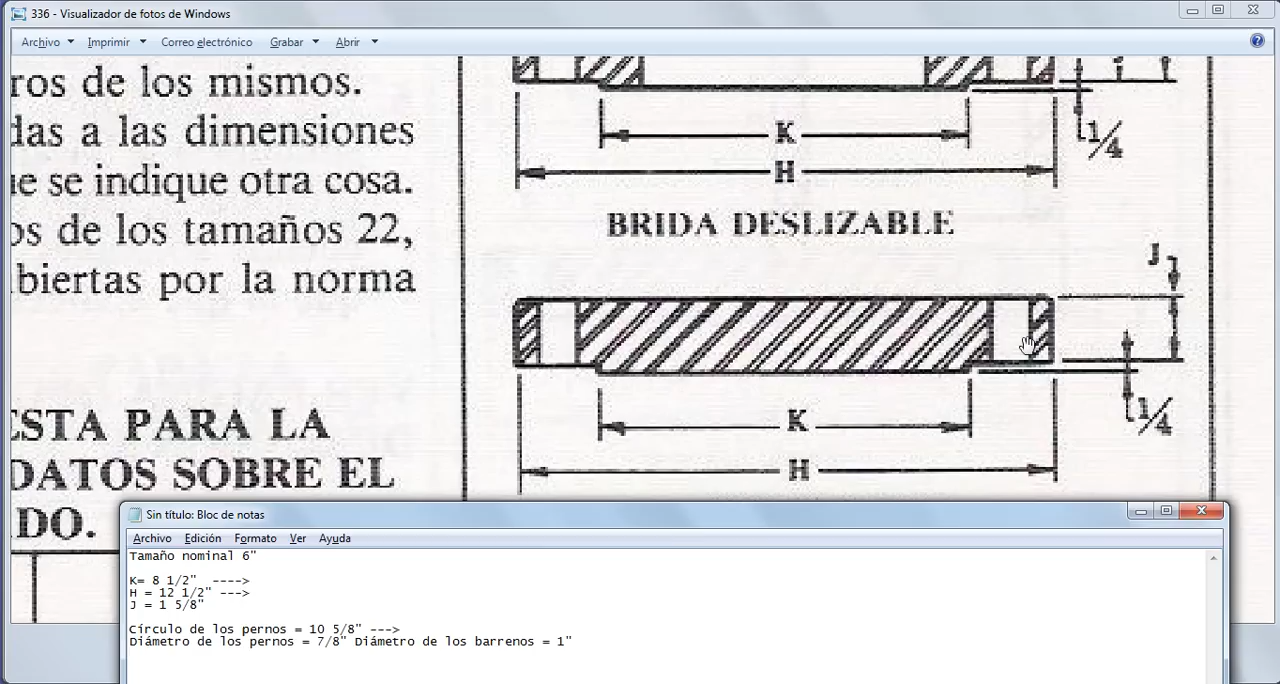 336 - Visualizador de fotos de Windows
Archivo Imprimir Correo electrónico Grabar Abrir
ros de los mismos.
das a las dimensiones
ue se indique otra cosa.
os de los tamaños 22,
biertas por la norma
ESTA PARA LA
DATOS SOBRE EL
DO.
K
1/4
H
BRIDA DESLIZABLE
J
K
1/4
H
Sin título: Bloc de notas
Archivo Edición Formato Ver Ayuda
Tamaño nominal 6"
K= 8 1/2" ---->
H = 12 1/2" --->
J = 1 5/8"
Círculo de los pernos = 10 5/8" --->
Diámetro de los pernos = 7/8" Diámetro de los barrenos = 1"